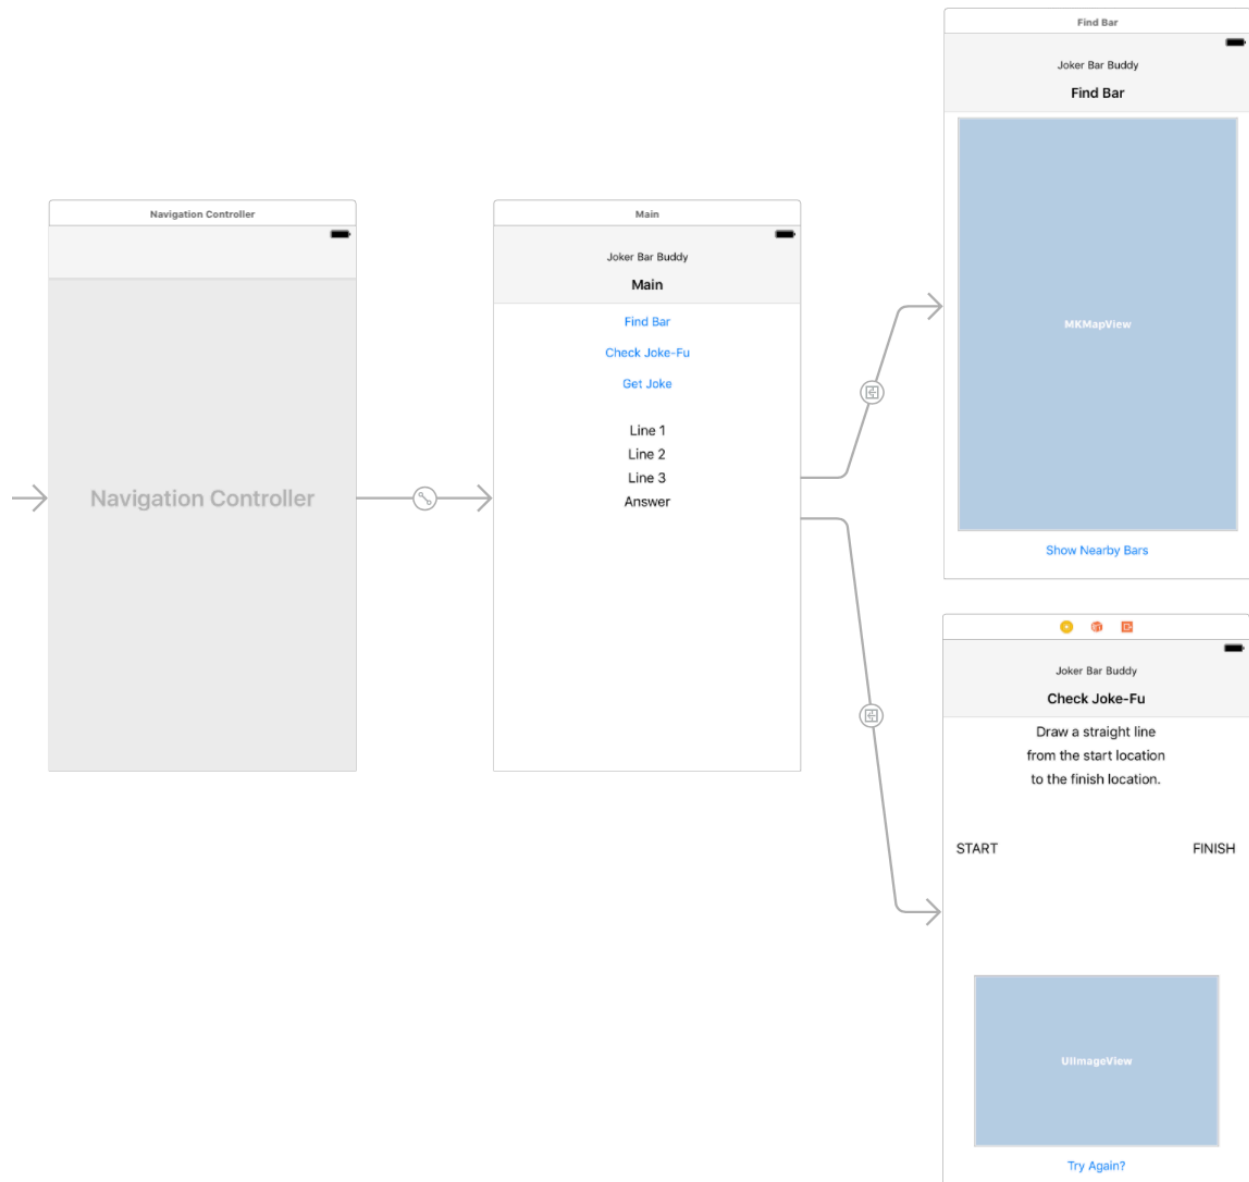 Navigation Controller
Navigation Controller
Main
Joker Bar Buddy
Main
Find Bar
Check Joke-Fu
Get Joke
Line 1
Line 2
Line 3
Answer
Find Bar
Joker Bar Buddy
Find Bar
MKMapView
Show Nearby Bars
Joker Bar Buddy
Check Joke-Fu
Draw a straight line
from the start location
to the finish location.
START FINISH
UIImageView
Try Again?